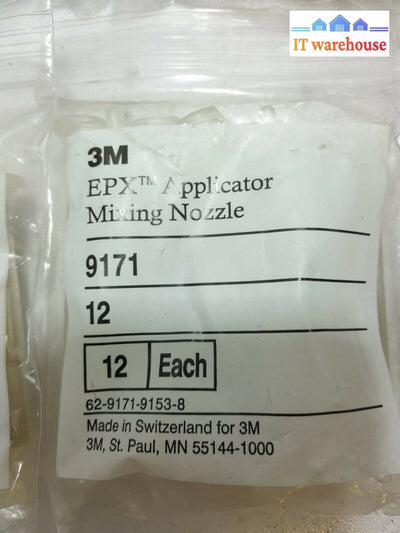 IT warehouse
3M
EPX™ Applicator
Mixing Nozzle
9171
12
12 Each
62-9171-9153-8
Made in Switzerland for 3M
3M, St. Paul, MN 55144-1000